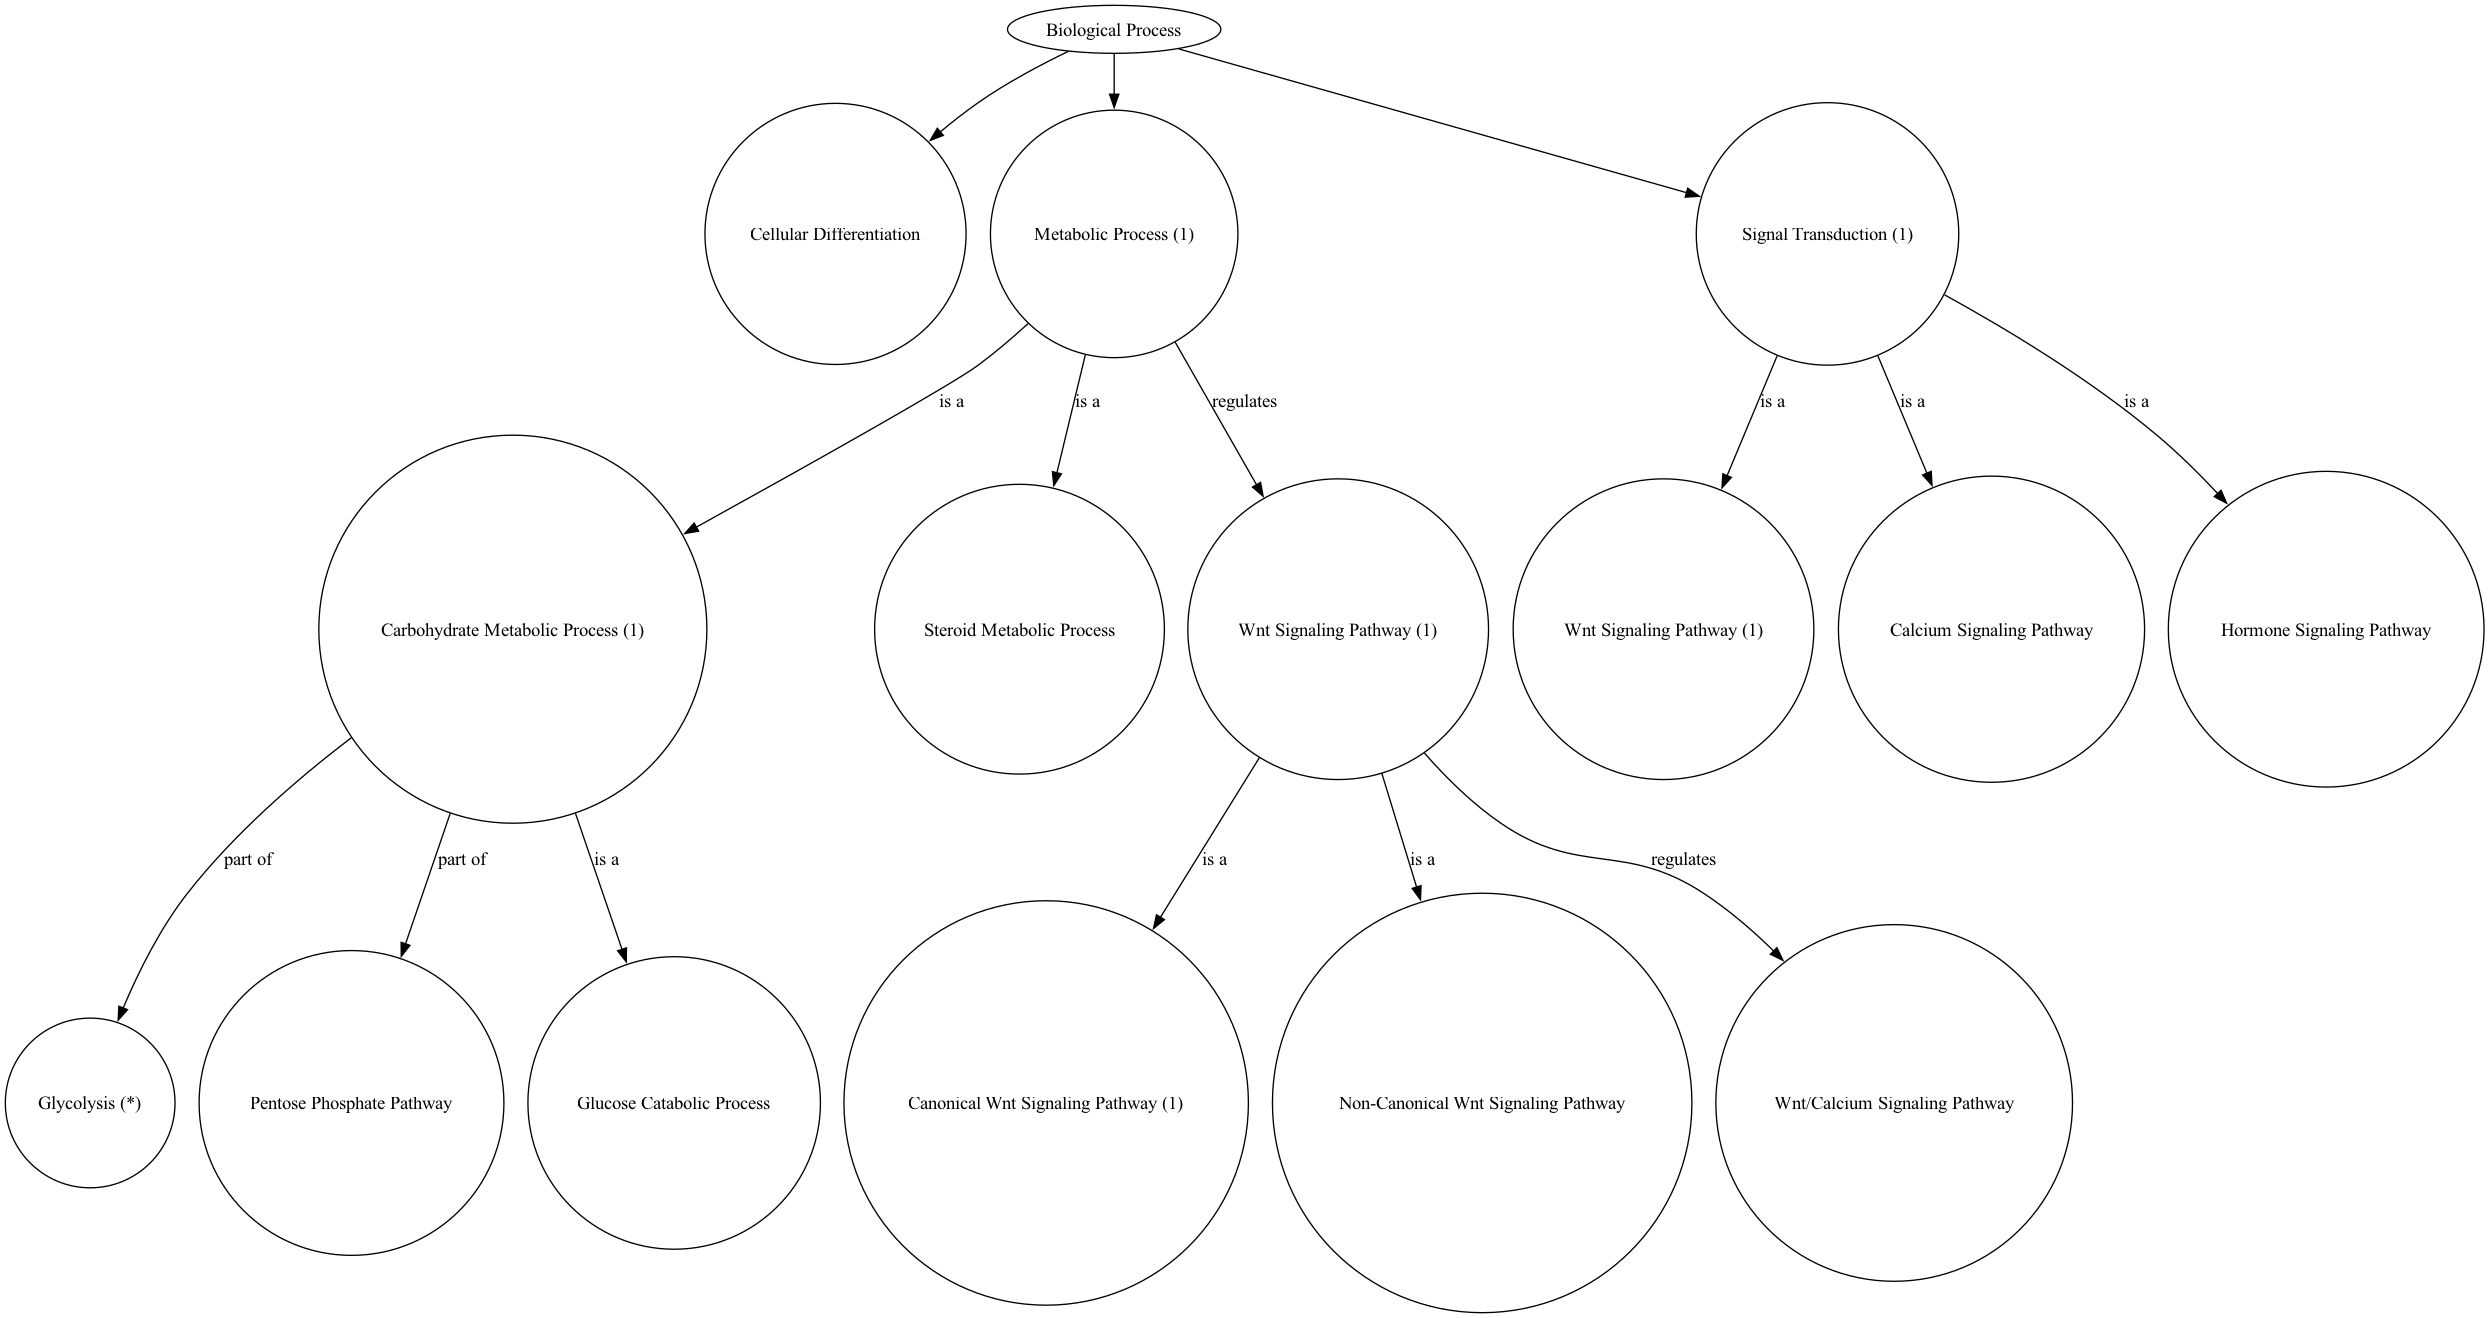 Biological Process
Cellular Differentiation
Metabolic Process (1)
Signal Transduction (1)
is a
is a
regulates
is a
is a
is a
Carbohydrate Metabolic Process (1)
Steroid Metabolic Process
Wnt Signaling Pathway (1)
Wnt Signaling Pathway (1)
Calcium Signaling Pathway
Hormone Signaling Pathway
part of
part of
is a
is a
is a
regulates
Glycolysis (*)
Pentose Phosphate Pathway
Glucose Catabolic Process
Canonical Wnt Signaling Pathway (1)
Non-Canonical Wnt Signaling Pathway
Wnt/Calcium Signaling Pathway